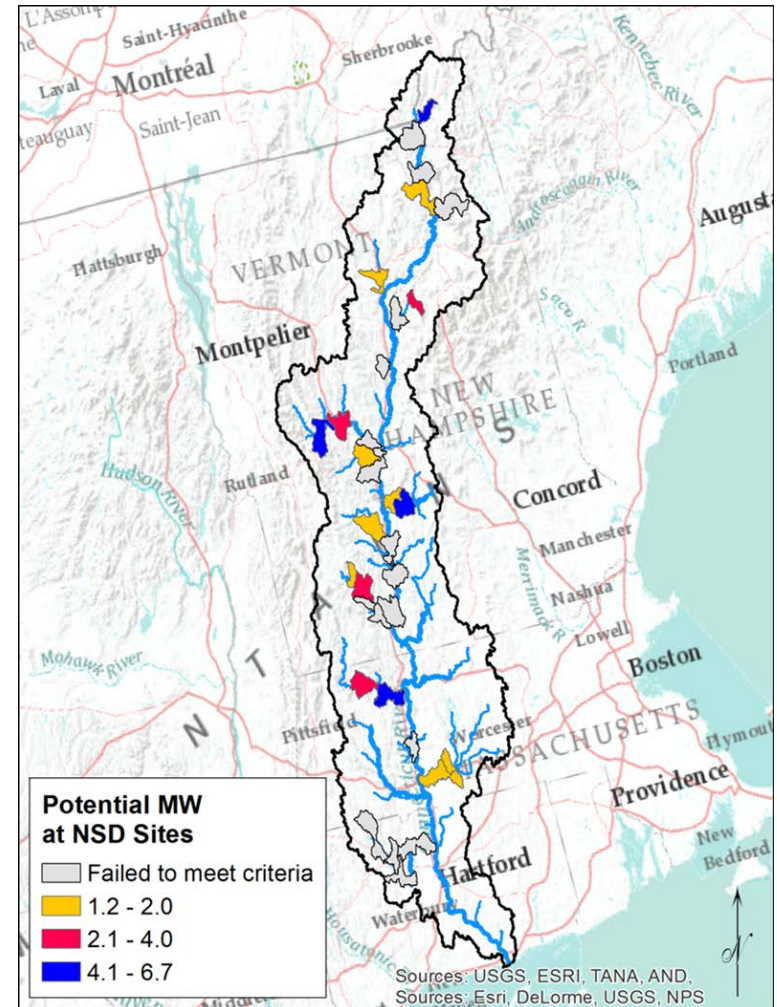 L'Assomp
Saint-Hyacinthe
Sherbrooke
Laval
Montréal
Kennebec River
Saint-Jean
Androscoggin River
Augusta
VERMONT
Plattsburgh
Saco R
Montpelier
Portland
NEW
HAMPSHIRE
Hudson River
Rutland
Concord
Manchester
Merrimack R
Nashua
Lowell
Mohawk River
Boston
Pittsfield
Worcester
MASSACHUSETTS
Plymout
Providence
New
Bedford
Hartford
Waterbury
Housatonic
Potential MW
at NSD Sites
Failed to meet criteria
1.2 - 2.0
2.1 - 4.0
4.1 - 6.7
N
Sources: USGS, ESRI, TANA, AND,
Sources: Esri, DeLorme, USGS, NPS